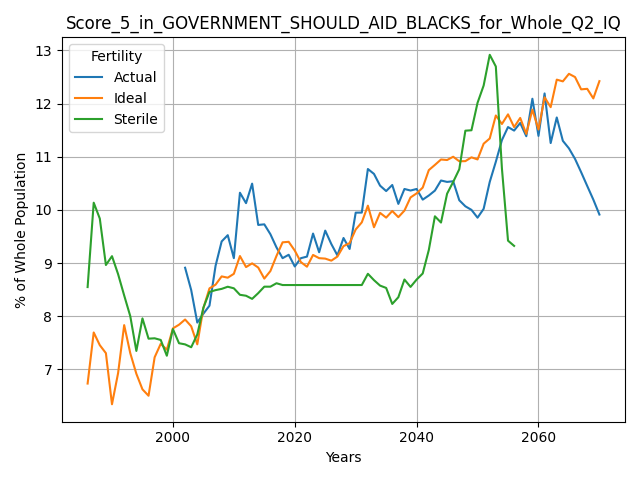 Score_5_in_GOVERNMENT_SHOULD_AID_BLACKS_for_Whole_Q2_IQ
Fertility
Actual
Ideal
Sterile
% of Whole Population
13
12
11
10
9
8
7
2000 2020 2040 2060
Years